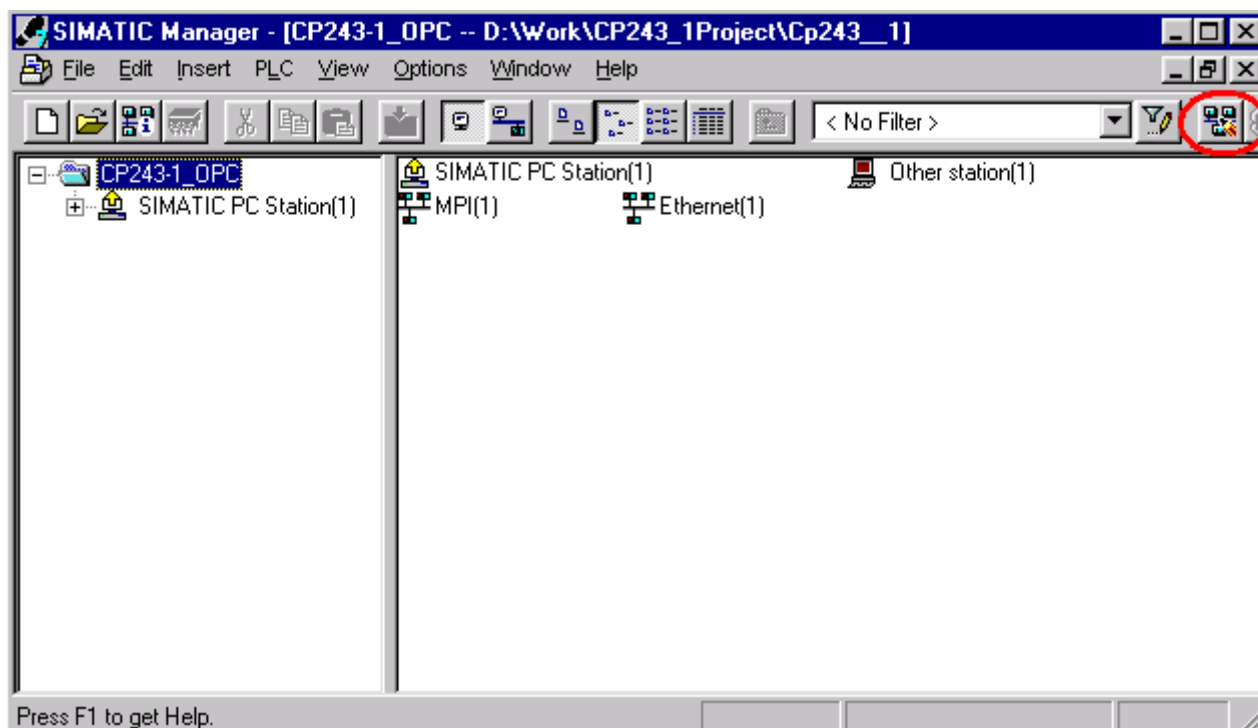 SIMATIC Manager - [CP243-1_OPC -- D:\Work\CP243_1Project\Cp243__1]
File Edit Insert PLC View Options Window Help
< No Filter >
CP243-1_OPC
SIMATIC PC Station(1)
SIMATIC PC Station(1) Other station(1)
MPI(1) Ethernet(1)
Press F1 to get Help.